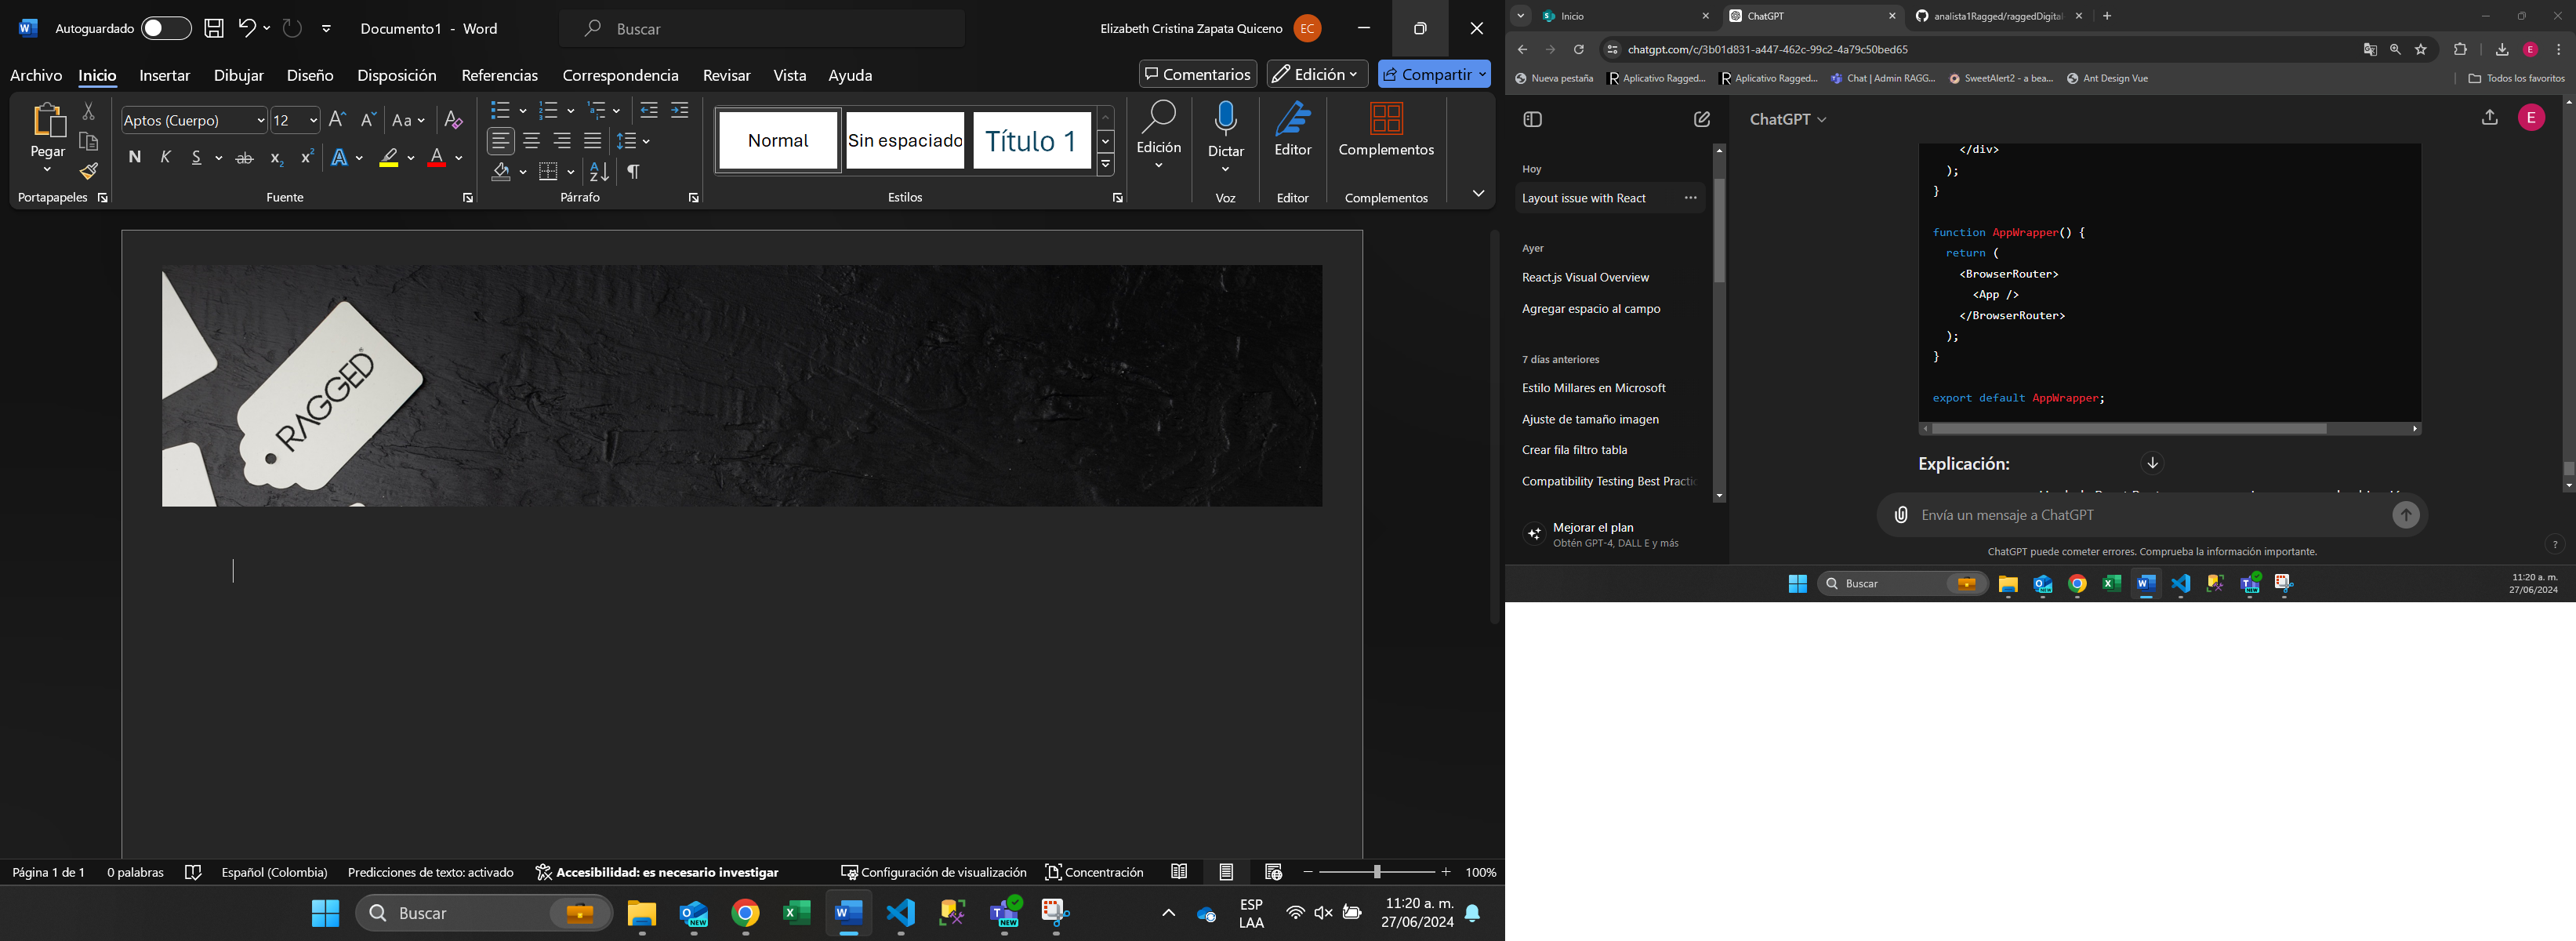 Autoguardado
Documento1 - Word
Buscar
Elizabeth Cristina Zapata Quiceno
EC
Archivo Inicio Insertar Dibujar Diseño Disposición Referencias Correspondencia Revisar Vista Ayuda
Comentarios
Edición
Compartir
Pegar
Portapapeles
Aptos (Cuerpo)
12
Aa
N K S ab x₂ x²
Fuente
Párrafo
Normal
Sin espaciado
Título 1
Estilos
Edición
Dictar
Voz
Editor
Editor
Complementos
Complementos
RAGGED®
Página 1 de 1
0 palabras
Español (Colombia)
Predicciones de texto: activado
Accesibilidad: es necesario investigar
Configuración de visualización
Concentración
100%
Buscar
NEW
NEW
ESP
LAA
11:20 a. m.
27/06/2024
Inicio
ChatGPT
analista1Ragged/raggedDigital
chatgpt.com/c/3b01d831-a447-462c-99c2-4a79c50bed65
E
Nueva pestaña
Aplicativo Ragged...
Aplicativo Ragged...
Chat | Admin RAGG...
SweetAlert2 - a bea...
Ant Design Vue
Todos los favoritos
ChatGPT
E
Hoy
Layout issue with React
Ayer
React.js Visual Overview
Agregar espacio al campo
7 días anteriores
Estilo Millares en Microsoft
Ajuste de tamaño imagen
Crear fila filtro tabla
Compatibility Testing Best Practic
Mejorar el plan
Obtén GPT-4, DALL E y más
</div>
);
}
function AppWrapper() {
return (
<BrowserRouter>
<App />
</BrowserRouter>
);
}
export default AppWrapper;
Explicación:
Envía un mensaje a ChatGPT
ChatGPT puede cometer errores. Comprueba la información importante.
?
Buscar
NEW
NEW
11:20 a. m.
27/06/2024